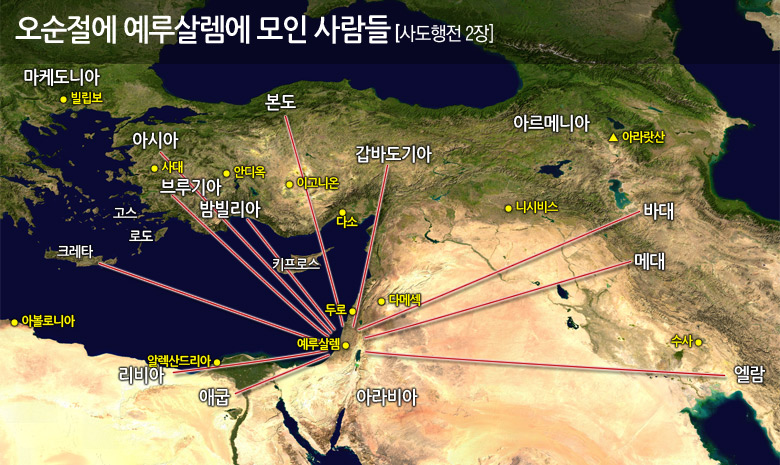 오순절에 예루살렘에 모인 사람들 [사도행전 2장]
마케도니아
빌립보
본도
아르메니아
아라랏산
아시아
갑바도기아
사대
안디옥
이고니온
브루기아
밤빌리아
고스
다소
니시비스
바대
로도
크레타
키프로스
메대
다메섹
두로
아볼로니아
예루살렘
수사
알렉산드리아
리비아
엘람
애굽
아라비아